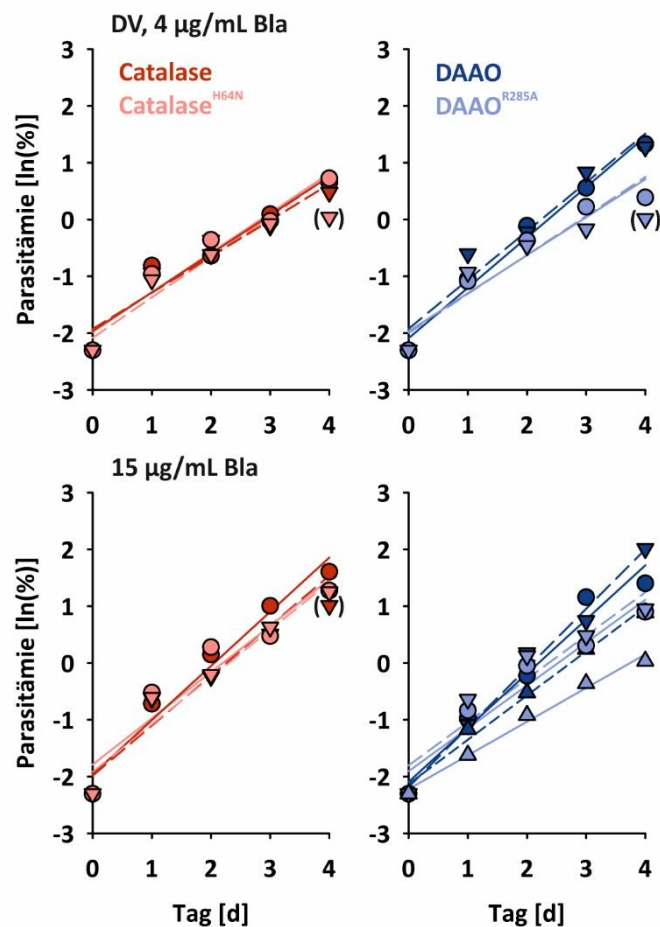 DV, 4 µg/mL Bla
Catalase
Catalase H64N
DAAO
DAAO R285A
Parasitämie [ln(%)]
3
2
1
0
-1
-2
-3
0 1 2 3 4
3
2
1
0
-1
-2
-3
( )
0 1 2 3 4
( )
15 µg/mL Bla
Parasitämie [ln(%)]
3
2
1
0
-1
-2
-3
( )
0 1 2 3 4
Tag [d]
3
2
1
0
-1
-2
-3
0 1 2 3 4
Tag [d]